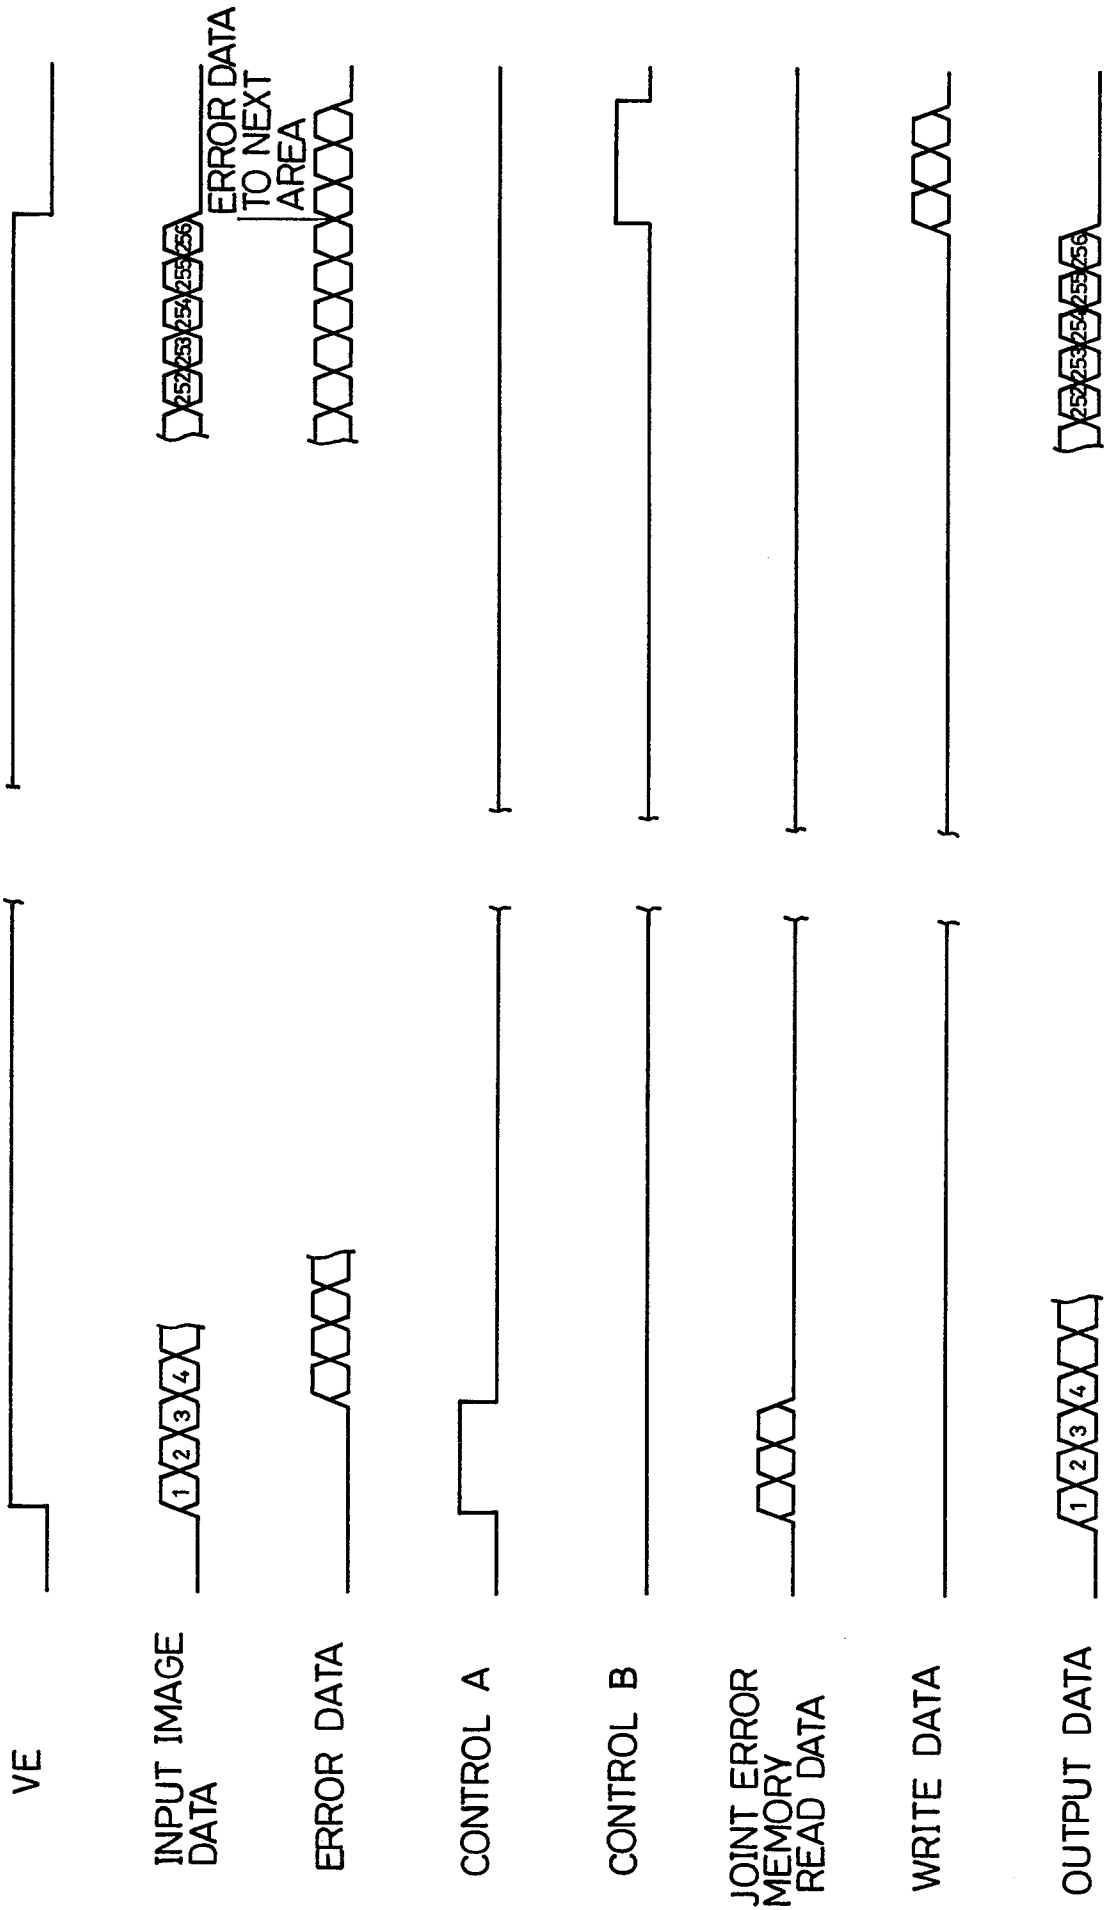 VE
INPUT IMAGE
DATA
1 2 3 4
252 253 254 255 256
ERROR DATA
ERROR DATA
TO NEXT
AREA
CONTROL A
CONTROL B
JOINT ERROR
MEMORY
READ DATA
WRITE DATA
OUTPUT DATA
1 2 3 4
252 253 254 255 256